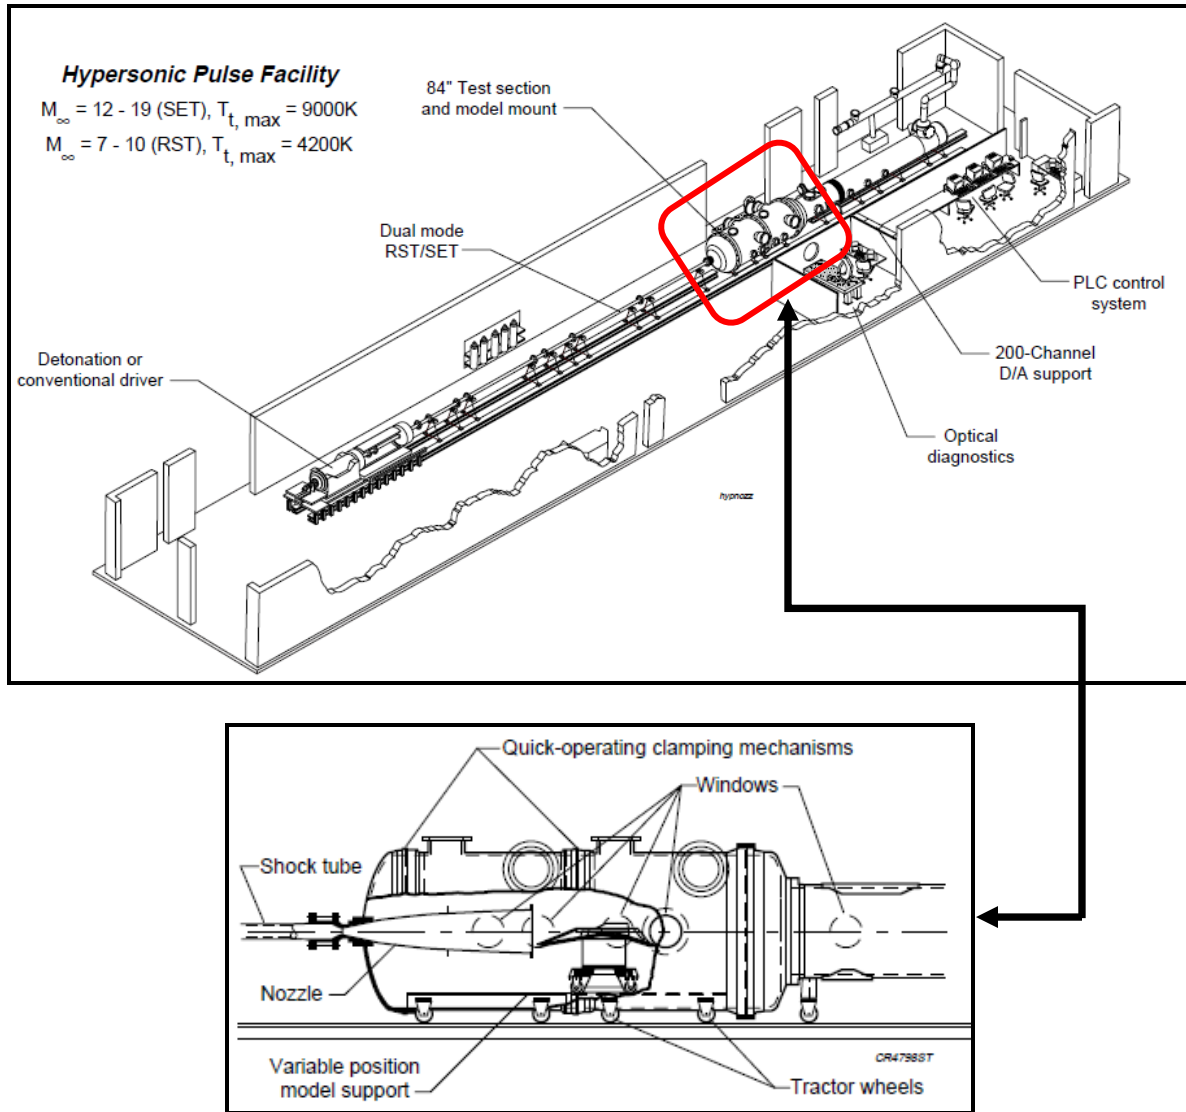 Hypersonic Pulse Facility
M∞ = 12 - 19 (SET), Tt, max = 9000K
M∞ = 7 - 10 (RST), Tt, max = 4200K
84" Test section
and model mount
Dual mode
RST/SET
Detonation or
conventional driver
PLC control
system
200-Channel
D/A support
Optical
diagnostics
hypnozz
Quick-operating clamping mechanisms
Windows
Shock tube
Nozzle
Variable position
model support
Tractor wheels
CR4798ST